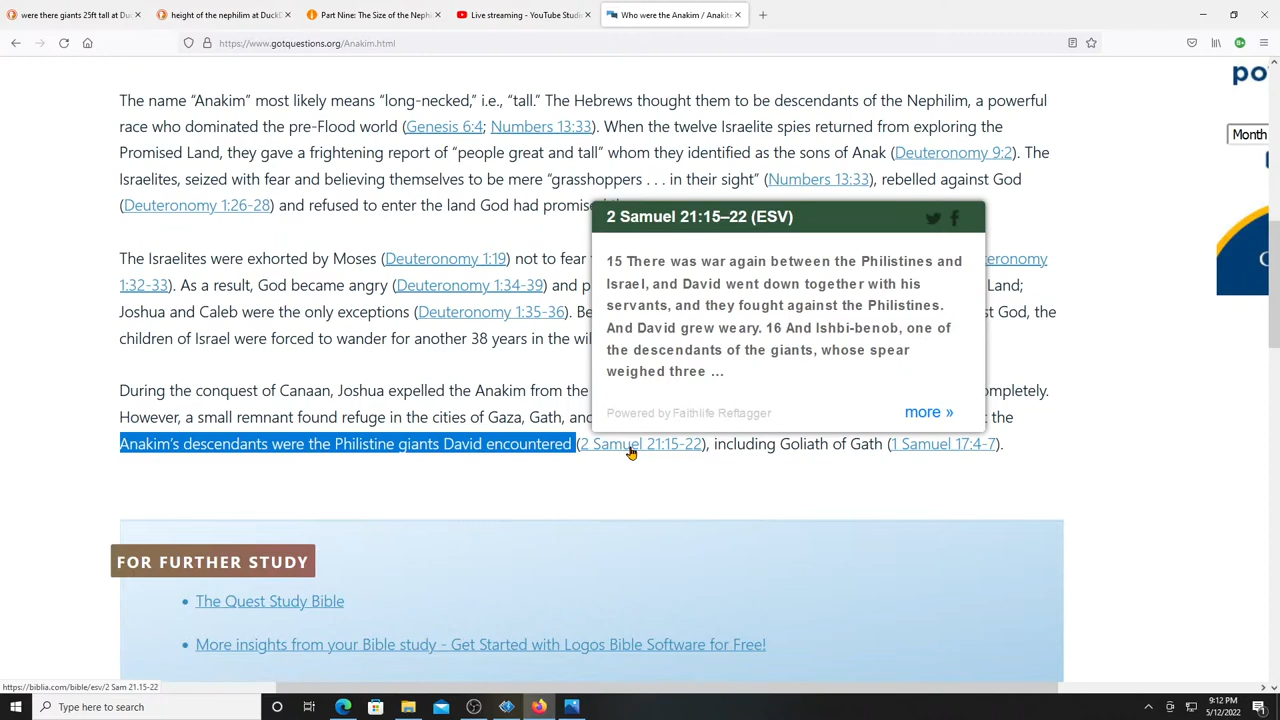 were there giants 25ft tall at Du
height of the nephilim at DuckD
Part Nine: The Size of the Neph
Live streaming - YouTube Studio
Who were the Anakim / Anakite
https://www.gotquestions.org/Anakim.html
po
The name “Anakim” most likely means “long-necked,” i.e., “tall.” The Hebrews thought them to be descendants of the Nephilim, a powerful
race who dominated the pre-Flood world (Genesis 6:4; Numbers 13:33). When the twelve Israelite spies returned from exploring the
Month
Promised Land, they gave a frightening report of “people great and tall” whom they identified as the sons of Anak (Deuteronomy 9:2). The
Israelites, seized with fear and believing themselves to be mere “grasshoppers . . . in their sight” (Numbers 13:33), rebelled against God
(Deuteronomy 1:26-28) and refused to enter the land God had promised
2 Samuel 21:15–22 (ESV)
15 There was war again between the Philistines and
Israel, and David went down together with his
servants, and they fought against the Philistines.
And David grew weary. 16 And Ishbi-benob, one of
the descendants of the giants, whose spear
weighed three ...
Powered by Faithlife Reftagger
more »
The Israelites were exhorted by Moses (Deuteronomy 1:19) not to fear eronomy
1:32-33). As a result, God became angry (Deuteronomy 1:34-39) and p Land;
Joshua and Caleb were the only exceptions (Deuteronomy 1:35-36). Be st God, the
children of Israel were forced to wander for another 38 years in the wil
During the conquest of Canaan, Joshua expelled the Anakim from the ompletely.
However, a small remnant found refuge in the cities of Gaza, Gath, and : the
Anakim’s descendants were the Philistine giants David encountered (2 Samuel 21:15-22), including Goliath of Gath (1 Samuel 17:4-7).
FOR FURTHER STUDY
• The Quest Study Bible
• More insights from your Bible study - Get Started with Logos Bible Software for Free!
https://biblia.com/bible/esv/2 Sam 21.15-22
Type here to search
9:12 PM
5/12/2022